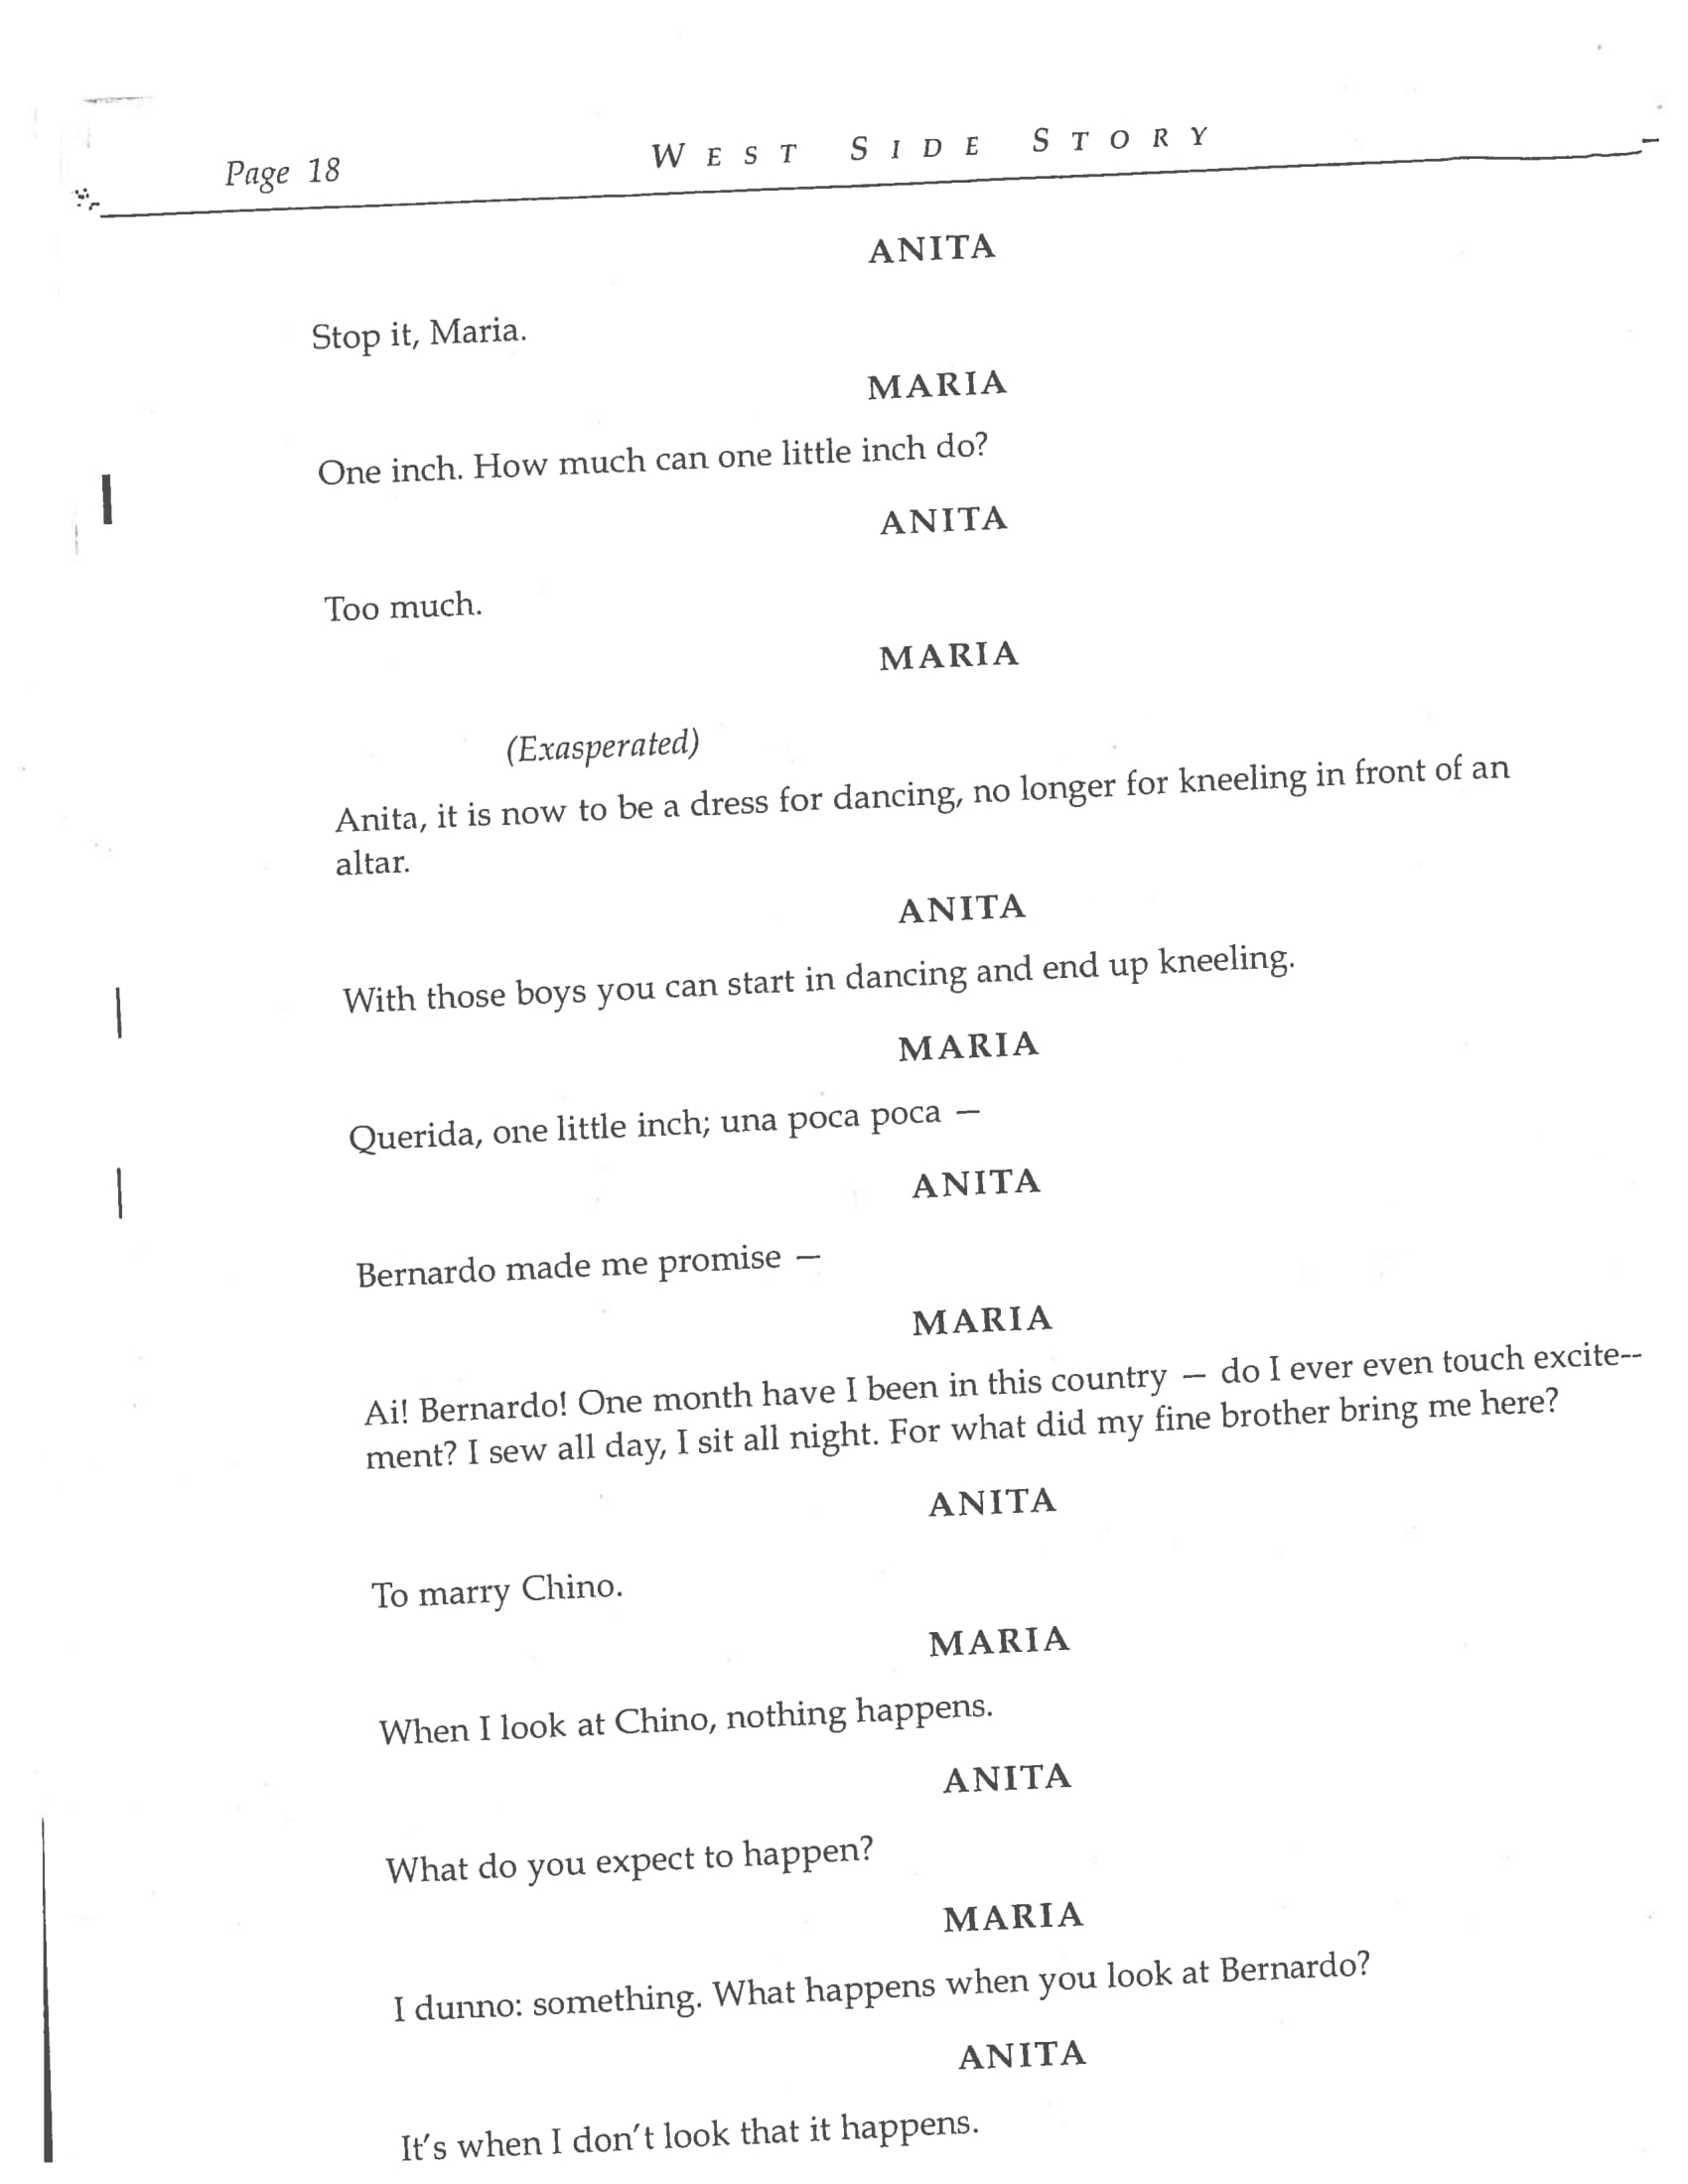 Page 18 WEST SIDE STORY
ANITA
Stop it, Maria.
MARIA
One inch. How much can one little inch do?
ANITA
Too much.
MARIA
(Exasperated)
Anita, it is now to be a dress for dancing, no longer for kneeling in front of an
altar.
ANITA
With those boys you can start in dancing and end up kneeling.
MARIA
Querida, one little inch; una poca poca —
ANITA
Bernardo made me promise —
MARIA
Ai! Bernardo! One month have I been in this country — do I ever even touch excite--
ment? I sew all day, I sit all night. For what did my fine brother bring me here?
ANITA
To marry Chino.
MARIA
When I look at Chino, nothing happens.
ANITA
What do you expect to happen?
MARIA
I dunno: something. What happens when you look at Bernardo?
ANITA
It's when I don't look that it happens.